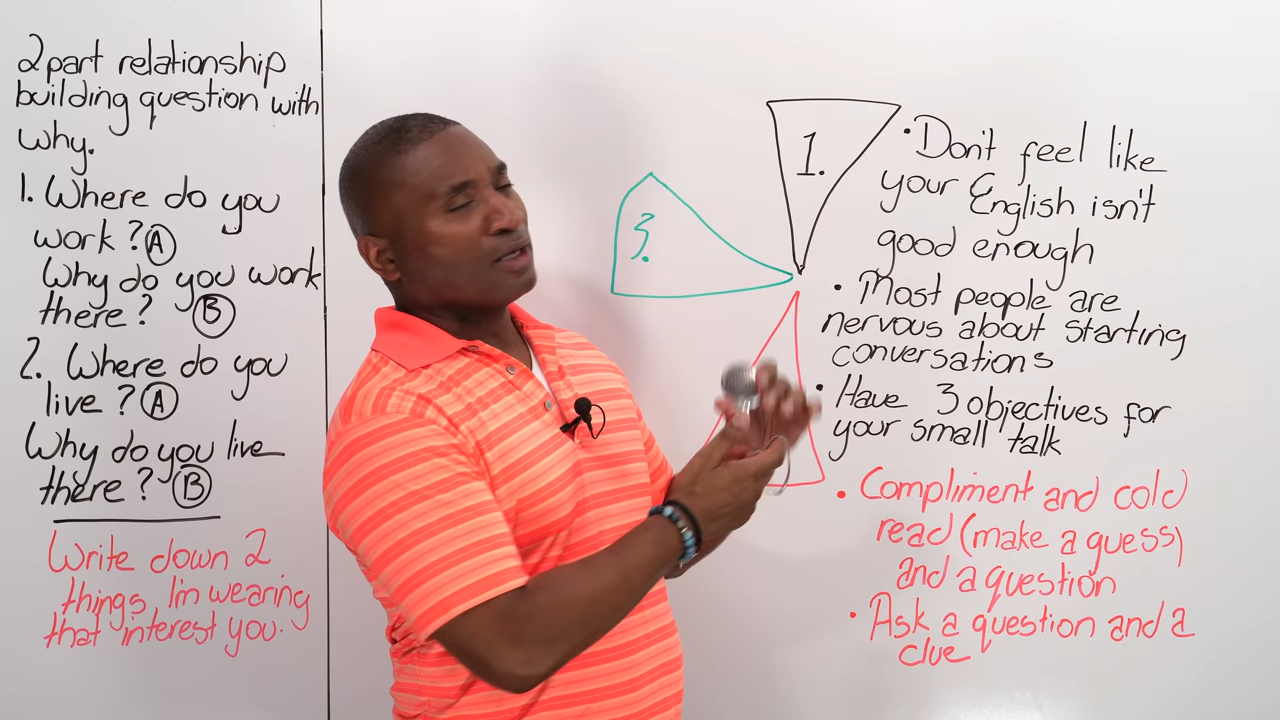 2 part relationship
building question with
why.
1. Where do you
work? A
Why do you work
there? B
2. Where do you
live? A
Why do you live
there? B
Write down 2
things, I'm wearing
that interest you.
3.
1.
• Don't feel like
your English isn't
good enough
• Most people are
nervous about starting
conversations
• Have 3 objectives for
your small talk
• Compliment and cold
read (make a guess)
and a question
• Ask a question and a
clue